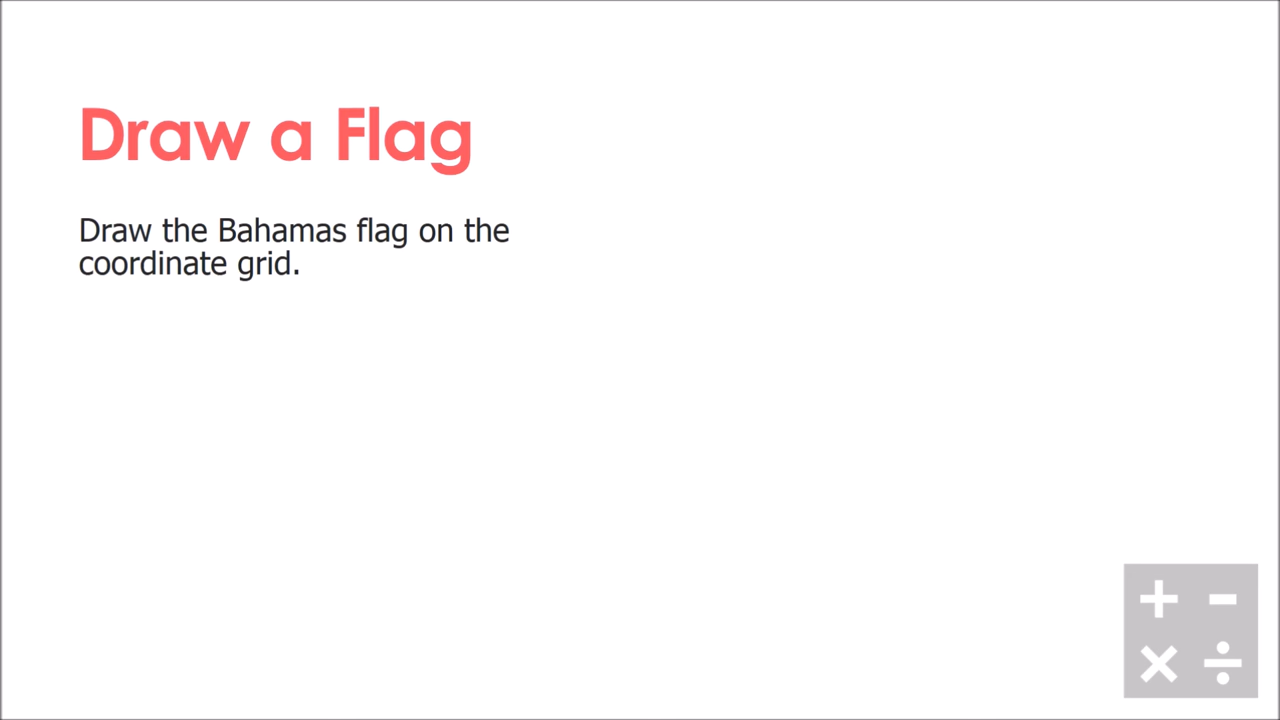 Draw a Flag
Draw the Bahamas flag on the
coordinate grid.
+ -
× ÷